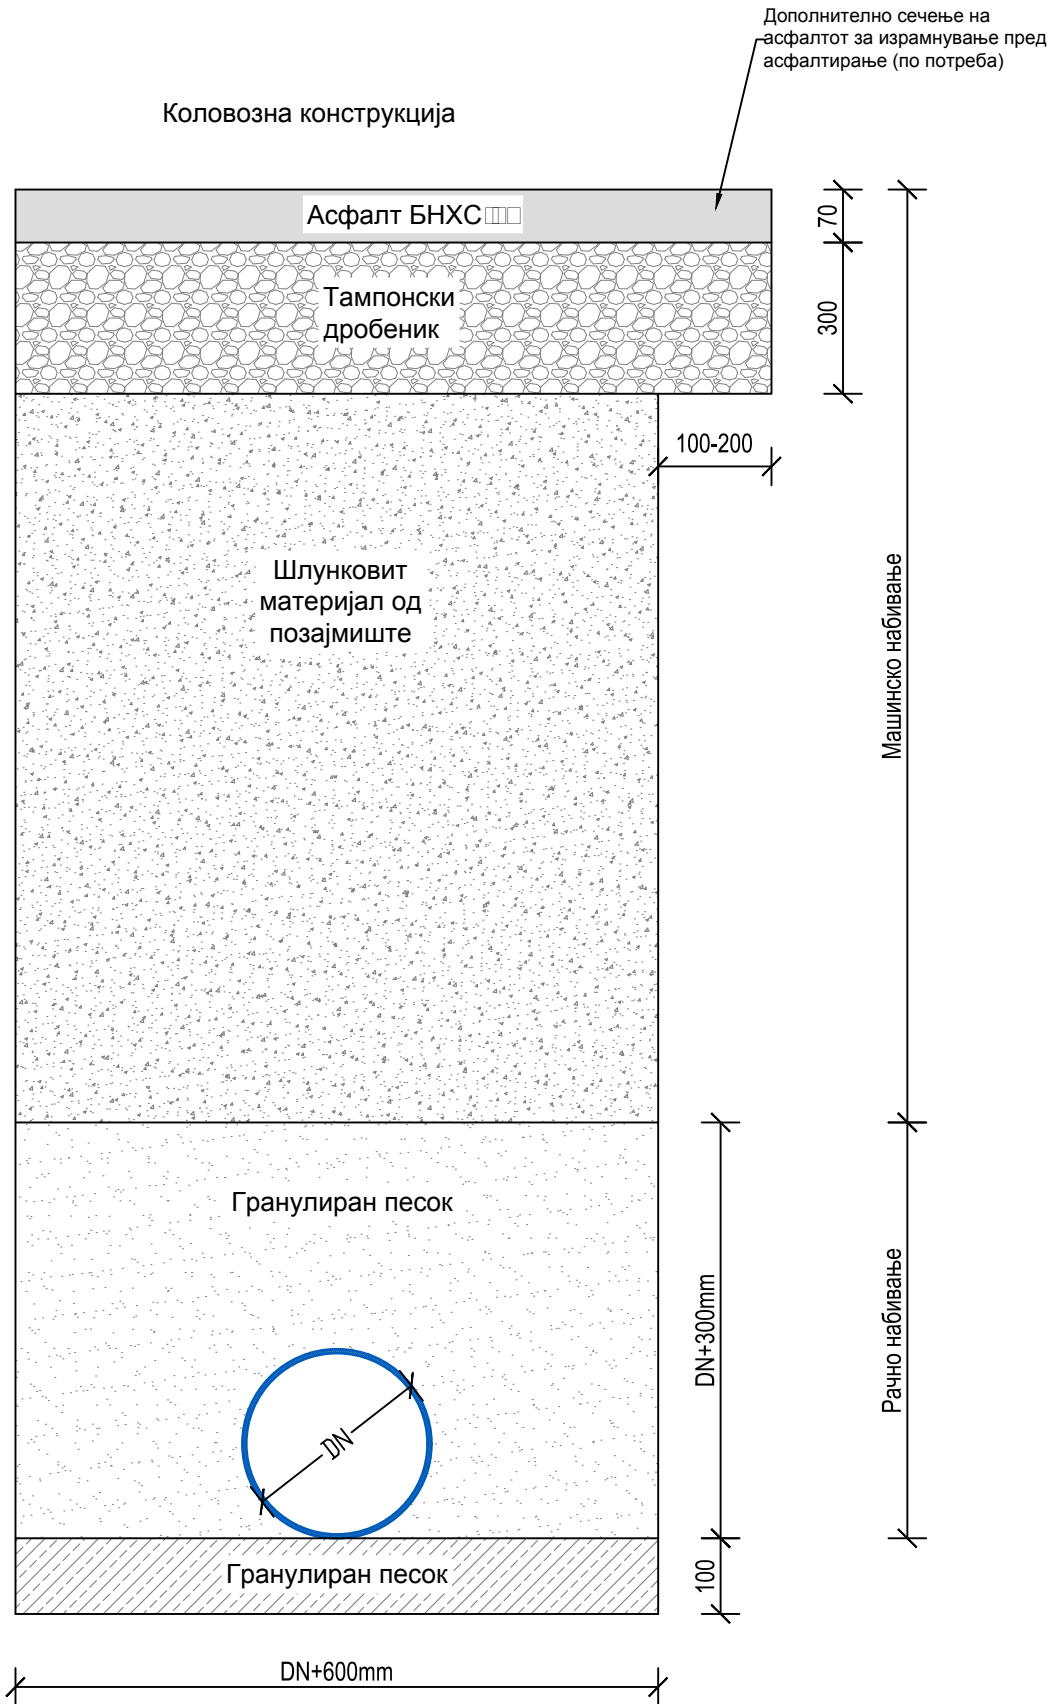 Дополнително сечење на
асфалтот за израмнување пред
асфалтирање (по потреба)
Коловозна конструкција
Асфалт БНХС
70
Тампонски
дробеник
300
100-200
Шлунковит
материјал од
позајмиште
Машинско набивање
Гранулиран песок
DN+300mm
Рачно набивање
DN
Гранулиран песок
100
DN+600mm